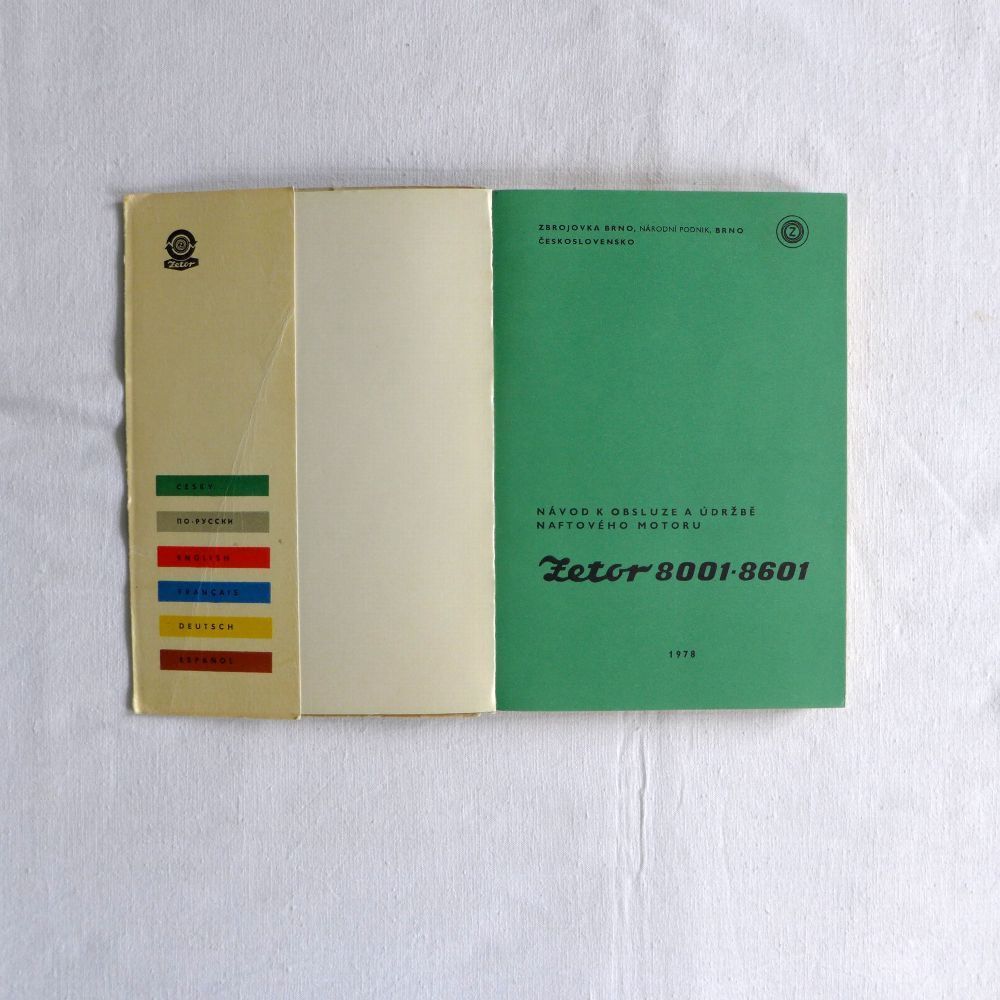 Zetor
ČESKY
ПО-РУССКИ
ENGLISH
FRANÇAIS
DEUTSCH
ESPAÑOL
ZBROJOVKA BRNO, NÁRODNÍ PODNIK, BRNO
ČESKOSLOVENSKO
Z
NÁVOD K OBSLUZE A ÚDRŽBĚ
NAFTOVÉHO MOTORU
Zetor 8001·8601
1978